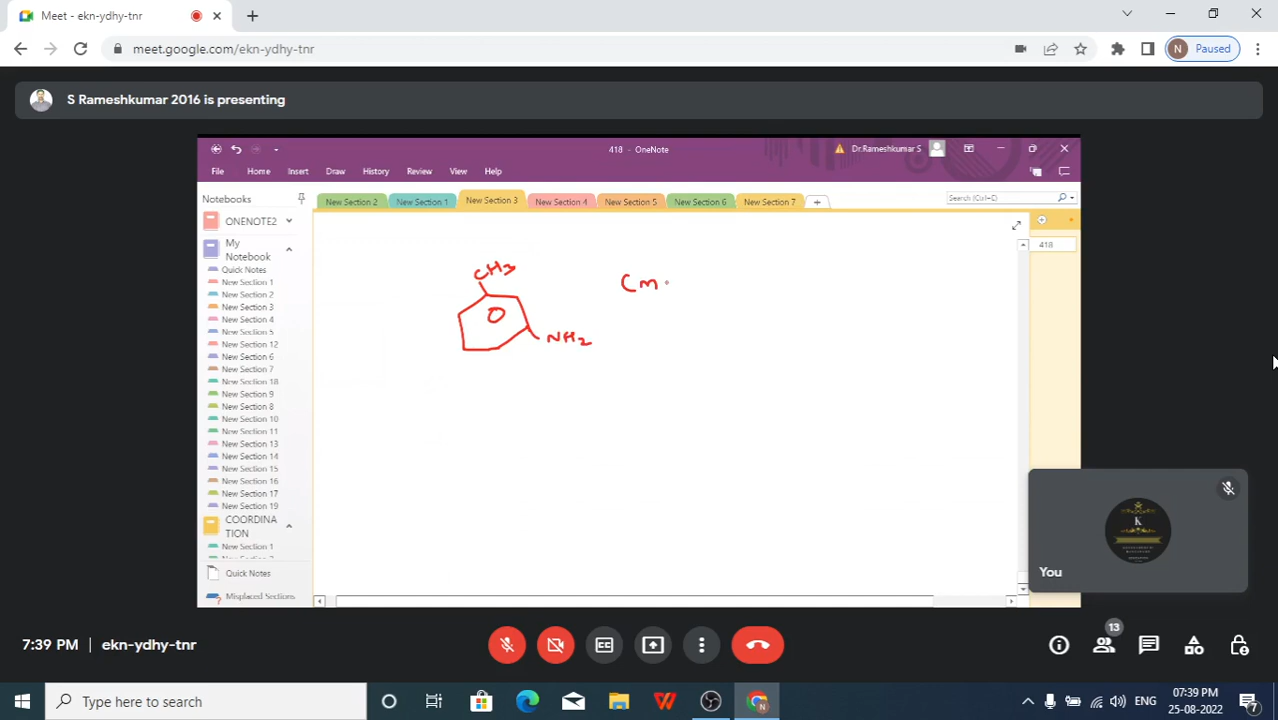 Meet - ekn-ydhy-tnr
meet.google.com/ekn-ydhy-tnr
N Paused
S Rameshkumar 2016 is presenting
418 - OneNote
Dr.Rameshkumar S
File Home Insert Draw History Review View Help
Notebooks
New Section 2 New Section 1 New Section 3 New Section 4 New Section 5 New Section 6 New Section 7
Search (Ctrl+E)
ONENOTE2
My
Notebook
418
Quick Notes
New Section 1
New Section 2
New Section 3
New Section 4
New Section 5
New Section 12
New Section 6
New Section 7
New Section 18
New Section 9
New Section 8
New Section 10
New Section 11
New Section 13
New Section 14
New Section 15
New Section 16
New Section 17
New Section 19
COORDINA
TION
New Section 1
Quick Notes
Misplaced Sections
CH3
(m
NH2
K
You
7:39 PM | ekn-ydhy-tnr
13
Type here to search
ENG
07:39 PM
25-08-2022
7